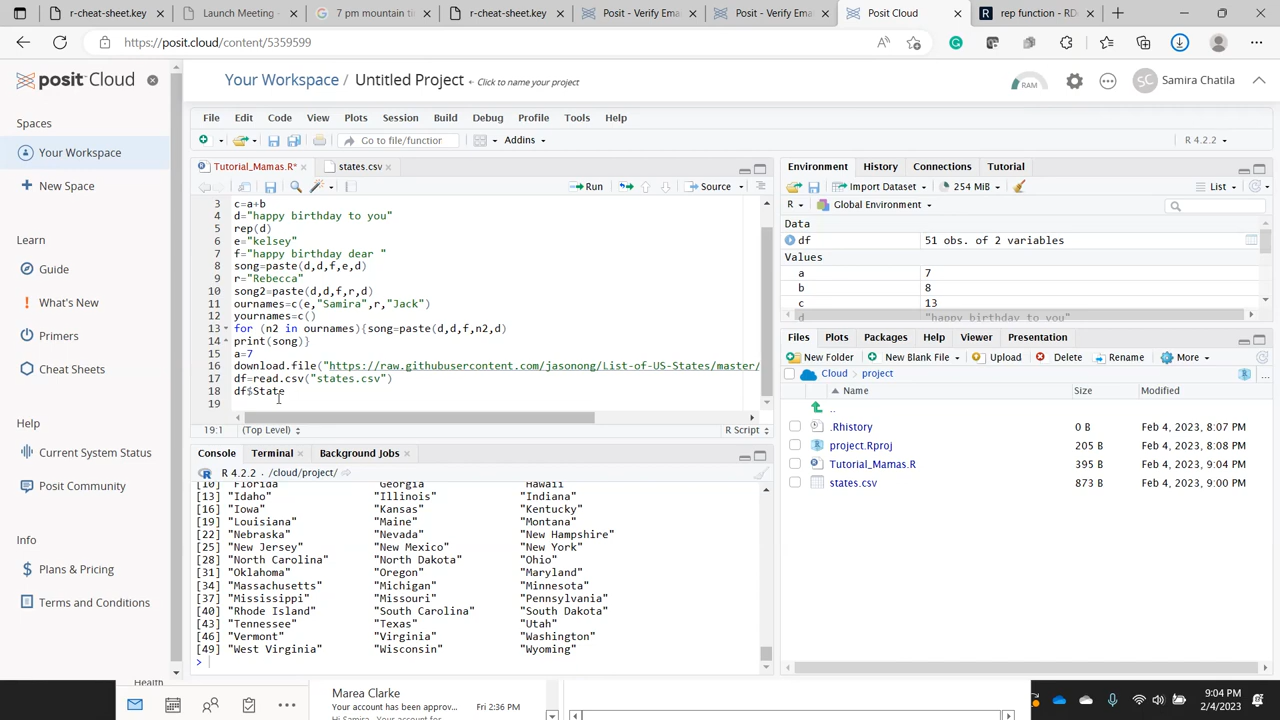 r-cheat-sheet.key
Launch Meeting -
7 pm mountain ti
r-cheat-sheet.key
Posit - Verify Ema
Posit - Verify Ema
Posit Cloud
rep function - RD
https://posit.cloud/content/5359599
posit Cloud
Your Workspace / Untitled Project ← Click to name your project
RAM
SC Samira Chatila
Spaces
Your Workspace
New Space
Learn
Guide
What's New
Primers
Cheat Sheets
Help
Current System Status
Posit Community
Info
Plans & Pricing
Terms and Conditions
File Edit Code View Plots Session Build Debug Profile Tools Help
Go to file/function Addins
R 4.2.2
Tutorial_Mamas.R* states.csv
Run Source
3 c=a+b
4 d="happy birthday to you"
5 rep(d)
6 e="kelsey"
7 f="happy birthday dear "
8 song=paste(d,d,f,e,d)
9 r="Rebecca"
10 song2=paste(d,d,f,r,d)
11 ournames=c(e,"Samira",r,"Jack")
12 yournames=c()
13 for (n2 in ournames){song=paste(d,d,f,n2,d)
14 print(song)}
15 a=7
16 download.file("https://raw.githubusercontent.com/jasonong/List-of-US-States/master/
17 df=read.csv("states.csv")
18 df$State
19
19:1 (Top Level) R Script
Console Terminal Background Jobs
R 4.2.2 . /cloud/project/
[10] "Florida" "Georgia" "Hawaii"
[13] "Idaho" "Illinois" "Indiana"
[16] "Iowa" "Kansas" "Kentucky"
[19] "Louisiana" "Maine" "Montana"
[22] "Nebraska" "Nevada" "New Hampshire"
[25] "New Jersey" "New Mexico" "New York"
[28] "North Carolina" "North Dakota" "Ohio"
[31] "Oklahoma" "Oregon" "Maryland"
[34] "Massachusetts" "Michigan" "Minnesota"
[37] "Mississippi" "Missouri" "Pennsylvania"
[40] "Rhode Island" "South Carolina" "South Dakota"
[43] "Tennessee" "Texas" "Utah"
[46] "Vermont" "Virginia" "Washington"
[49] "West Virginia" "Wisconsin" "Wyoming"
>
Environment History Connections Tutorial
Import Dataset 254 MiB List
R Global Environment
Data
df 51 obs. of 2 variables
Values
a 7
b 8
c 13
d "happy birthday to you"
Files Plots Packages Help Viewer Presentation
New Folder New Blank File Upload Delete Rename More
Cloud project
Name Size Modified
..
.Rhistory 0 B Feb 4, 2023, 8:07 PM
project.Rproj 205 B Feb 4, 2023, 8:08 PM
Tutorial_Mamas.R 395 B Feb 4, 2023, 9:04 PM
states.csv 873 B Feb 4, 2023, 9:00 PM
Health
Marea Clarke
Your account has been approv... Fri 2:36 PM
Hi Samira - Your account for
9:04 PM
2/4/2023